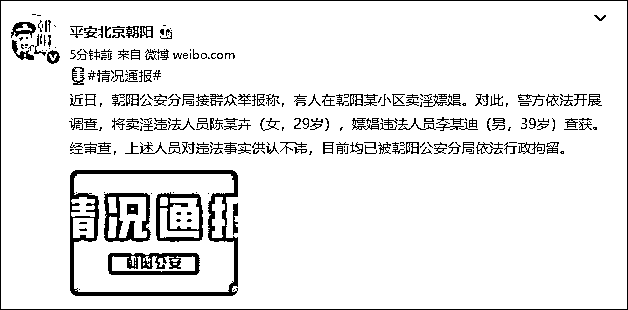 平安北京朝阳
5分钟前 来自 微博 weibo.com
#情况通报#
近日，朝阳公安分局接群众举报称，有人在朝阳某小区卖淫嫖娼。对此，警方依法开展
调查，将卖淫违法人员陈某卉（女，29岁），嫖娼违法人员李某迪（男，39岁）查获。
经审查，上述人员对违法事实供认不讳，目前均已被朝阳公安分局依法行政拘留。
情况通报
朝阳公安